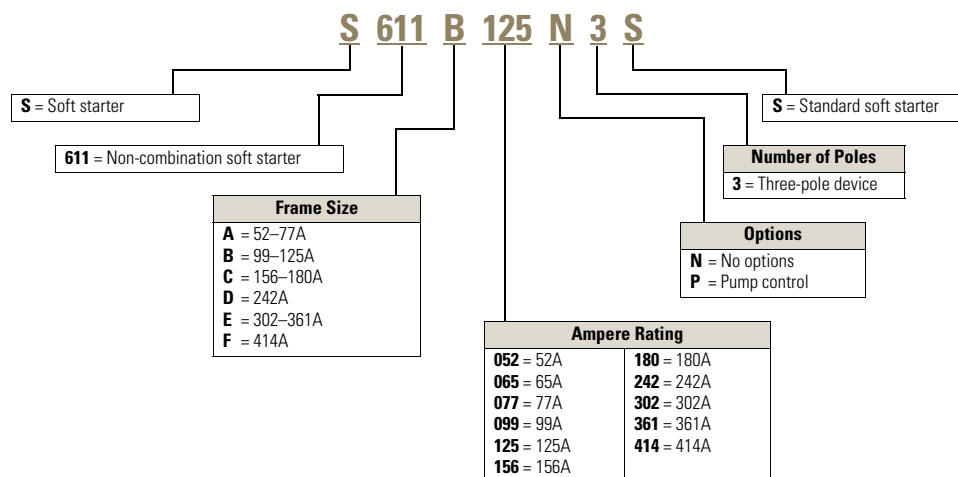 S 611 B 125 N 3 S
S = Soft starter
S = Standard soft starter
611 = Non-combination soft starter
Number of Poles
3 = Three-pole device
Frame Size
A = 52–77A
B = 99–125A
C = 156–180A
D = 242A
E = 302–361A
F = 414A
Options
N = No options
P = Pump control
Ampere Rating
052 = 52A
065 = 65A
077 = 77A
099 = 99A
125 = 125A
156 = 156A
180 = 180A
242 = 242A
302 = 302A
361 = 361A
414 = 414A